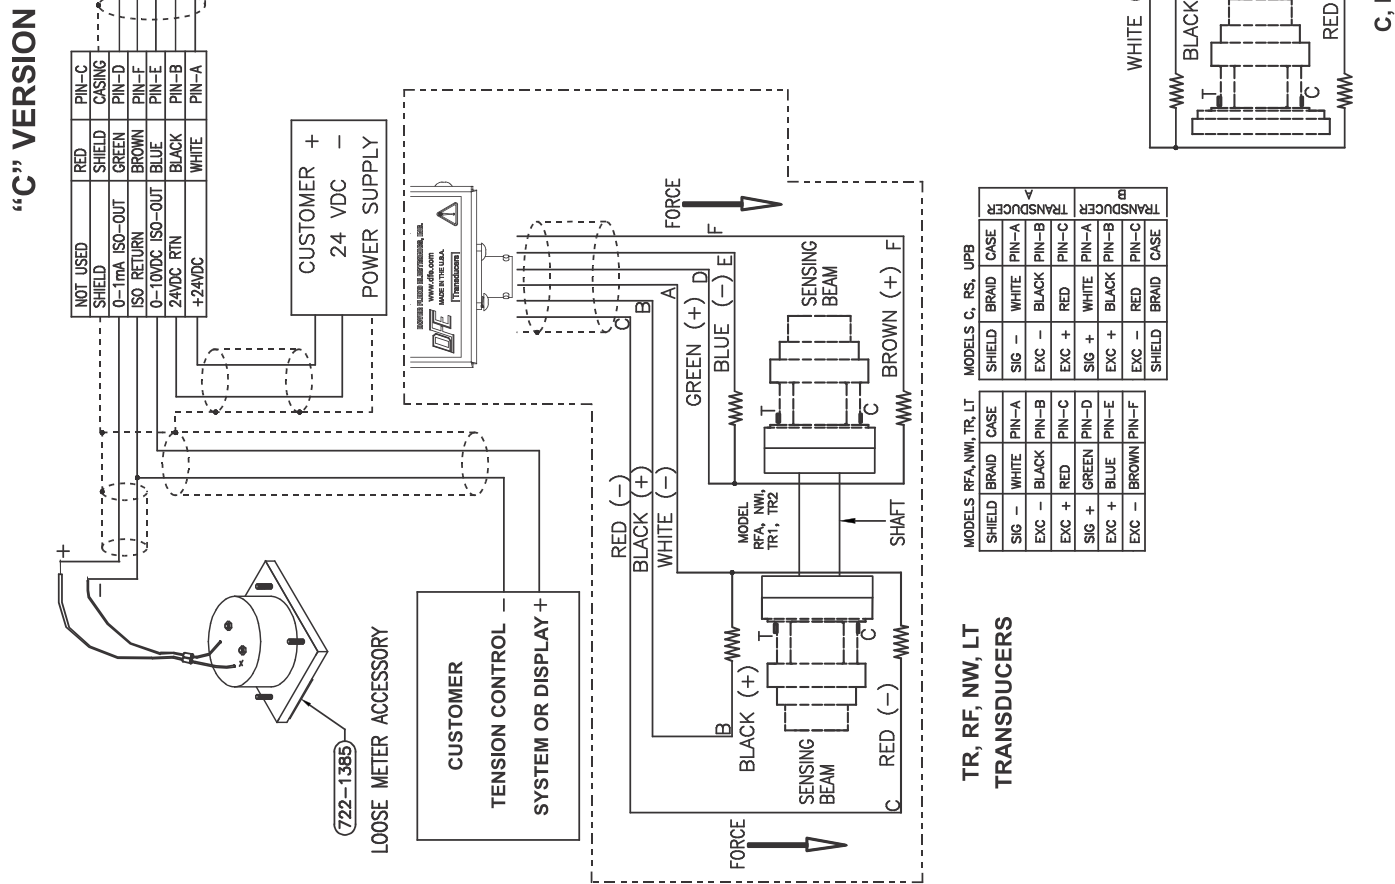 "C" VERSION
NOT USED RED PIN-C
SHIELD SHIELD CASING
0-1mA ISO-OUT GREEN PIN-D
ISO RETURN BROWN PIN-F
0-10VDC ISO-OUT BLUE PIN-E
24VDC RTN BLACK PIN-B
+24VDC WHITE PIN-A
CUSTOMER +
24 VDC -
POWER SUPPLY
www.dfe.com
MADE IN THE U.S.A.
Transducers
DFE
+
-
722-1385
LOOSE METER ACCESSORY
CUSTOMER
TENSION CONTROL -
SYSTEM OR DISPLAY +
FORCE
F
E
D
A
B
C
GREEN (+)
BLUE (-)
SENSING
BEAM
BROWN (+)
F
T
C
RED (-)
BLACK (+)
WHITE (-)
MODEL
RFA, NWI,
TR1, TR2
SHAFT
T
C
B
BLACK (+)
SENSING
BEAM
RED (-)
C
FORCE
MODELS RFA, NWI, TR, LT
SHIELD BRAID CASE
SIG - WHITE PIN-A
EXC - BLACK PIN-B
EXC + RED PIN-C
SIG + GREEN PIN-D
EXC + BLUE PIN-E
EXC - BROWN PIN-F
MODELS C, RS, UPB
SHIELD BRAID CASE
SIG - WHITE PIN-A
EXC - BLACK PIN-B
EXC + RED PIN-C
SIG + WHITE PIN-A
EXC + BLACK PIN-B
EXC - RED PIN-C
SHIELD BRAID CASE
TRANSDUCER
A
TRANSDUCER
B
TR, RF, NW, LT
TRANSDUCERS
WHITE
BLACK
RED
T
C
C,